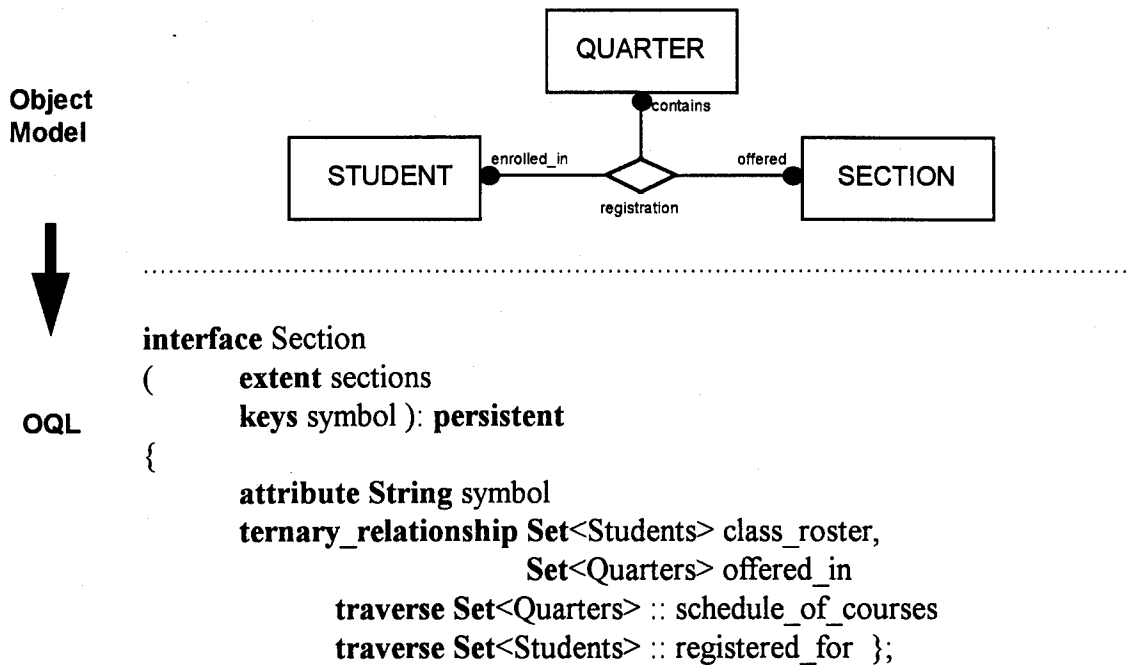 QUARTER
Object
Model
contains
STUDENT
enrolled_in
offered
SECTION
registration
interface Section
( extent sections
OQL
keys symbol ): persistent
{
attribute String symbol
ternary_relationship Set<Students> class_roster,
Set<Quarters> offered_in
traverse Set<Quarters> :: schedule_of_courses
traverse Set<Students> :: registered_for };